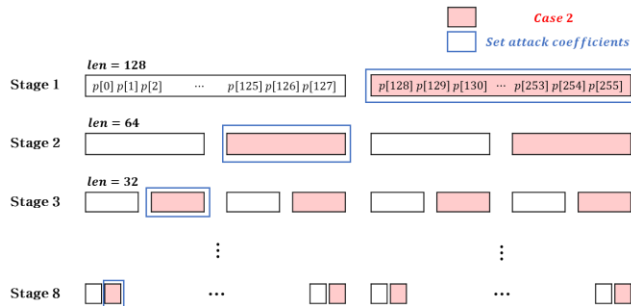 Case 2
Set attack coefficients
len = 128
Stage 1
p[0] p[1] p[2] ⋯ p[125] p[126] p[127]
p[128] p[129] p[130] ⋯ p[253] p[254] p[255]
len = 64
Stage 2
len = 32
Stage 3
⋮ ⋮
Stage 8
⋯ ⋯